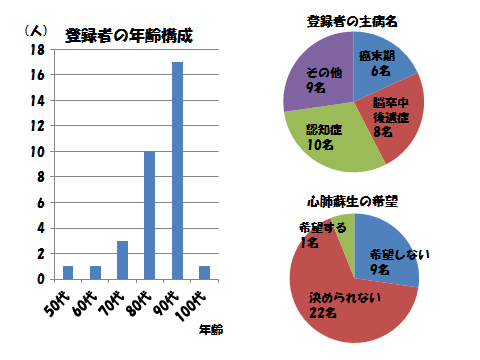 登録者の年齢構成
(人)
18
16
14
12
10
8
6
4
2
0
50代
60代
70代
80代
90代
100代
年齢
登録者の主病名
癌末期
6名
脳卒中
後遺症
8名
認知症
10名
その他
9名
心肺蘇生の希望
希望しない
9名
決められない
22名
希望する
1名